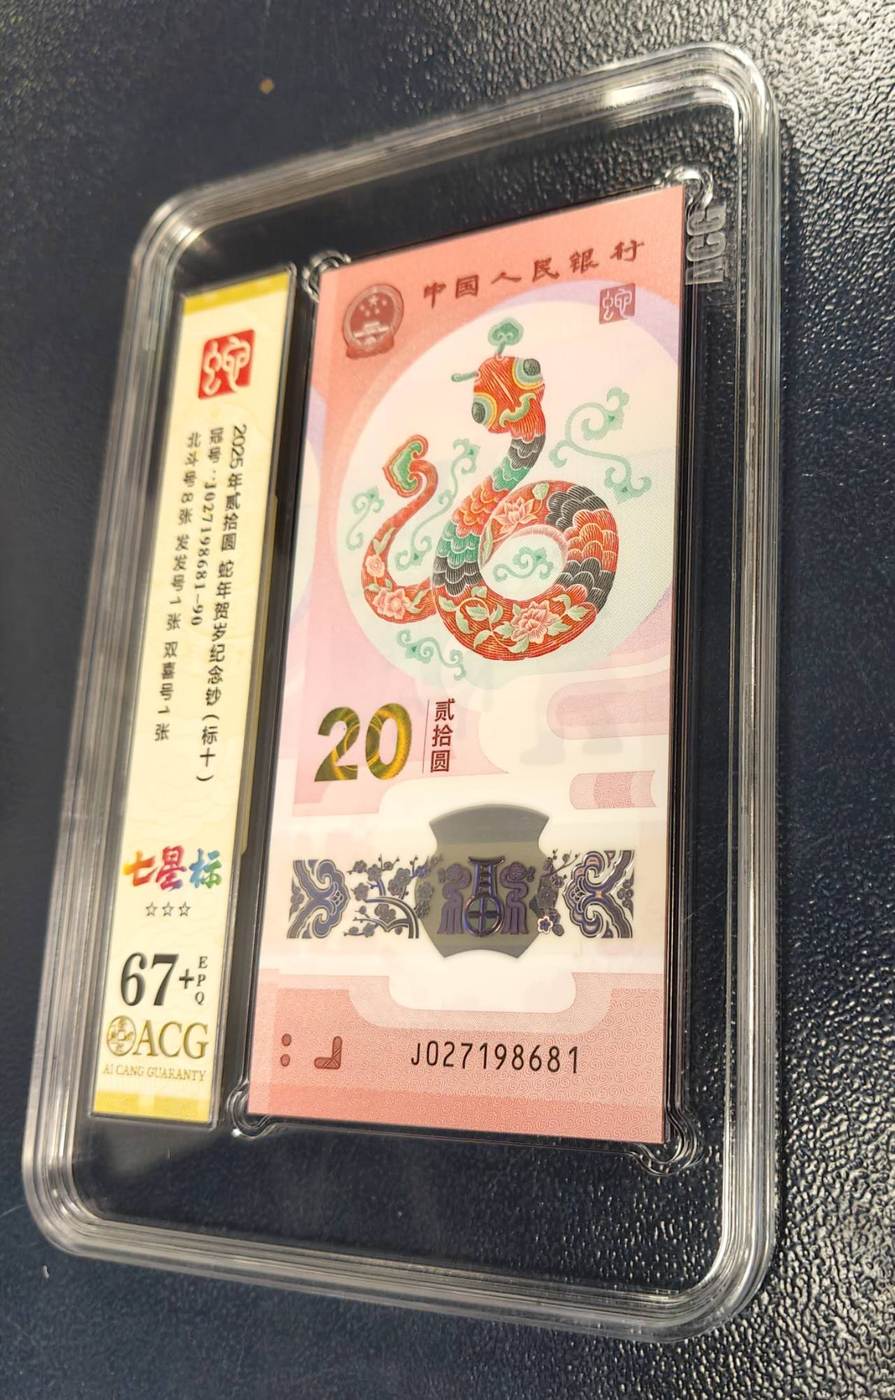 蛇
2025年贰拾圆 蛇年贺岁纪念钞（标十）
冠号：J027198681-90
北斗号8张 发发号1张 双喜号1张
七星标
☆☆☆
67+
EPQ
ACG
AI CANG GUARANTY
ACG
中国人民银行
蛇
20
贰拾圆
J027198681